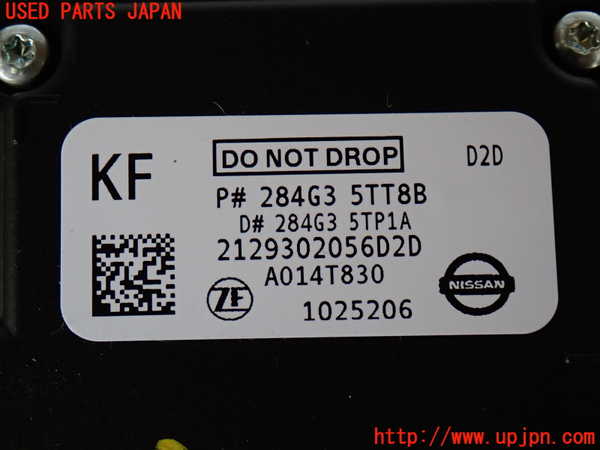 USED PARTS JAPAN
KF
DO NOT DROP
D2D
P# 284G3 5TT8B
D# 284G3 5TP1A
2129302056D2D
A014T830
ZF
NISSAN
1025206
http://www.upjpn.com/